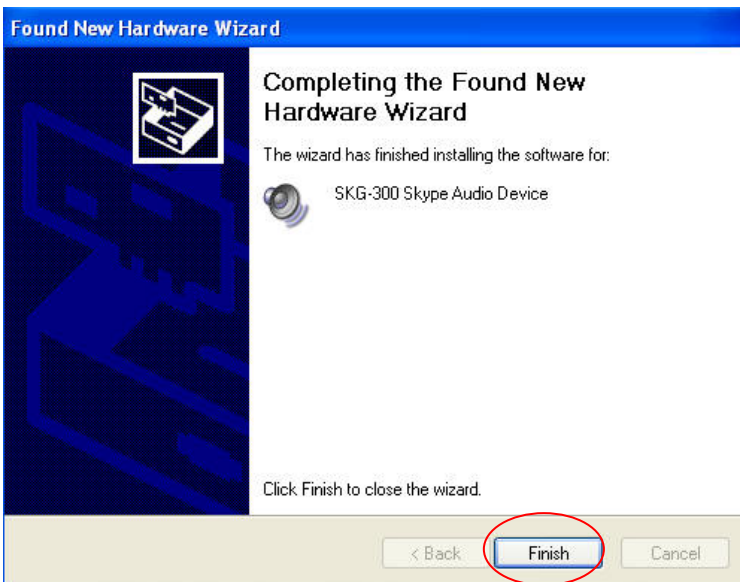 Found New Hardware Wizard
Completing the Found New
Hardware Wizard
The wizard has finished installing the software for:
SKG-300 Skype Audio Device
Click Finish to close the wizard.
< Back Finish Cancel